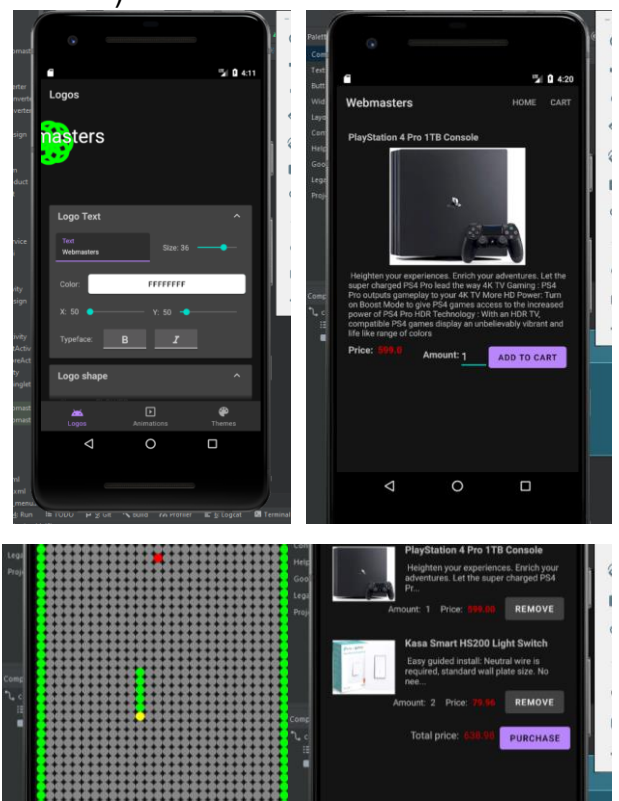 4:11
Logos
masters
Logo Text
Text
Webmasters
Size: 36
Color:
FFFFFFFF
X: 50
Y: 50
Typeface:
B
I
Logo shape
Logos
Animations
Themes
4:20
Webmasters
HOME
CART
PlayStation 4 Pro 1TB Console
Heighten your experiences. Enrich your adventures. Let the
super charged PS4 Pro lead the way 4K TV Gaming : PS4
Pro outputs gameplay to your 4K TV More HD Power: Turn
on Boost Mode to give PS4 games access to the increased
power of PS4 Pro HDR Technology : With an HDR TV,
compatible PS4 games display an unbelievably vibrant and
life like range of colors
Price: 599.0
Amount: 1
ADD TO CART
PlayStation 4 Pro 1TB Console
Heighten your experiences. Enrich your
adventures. Let the super charged PS4
Pr...
Amount: 1 Price: 599.00
REMOVE
Kasa Smart HS200 Light Switch
Easy guided install: Neutral wire is
required, standard wall plate size. No
nee...
Amount: 2 Price: 79.96
REMOVE
Total price: 638.98
PURCHASE